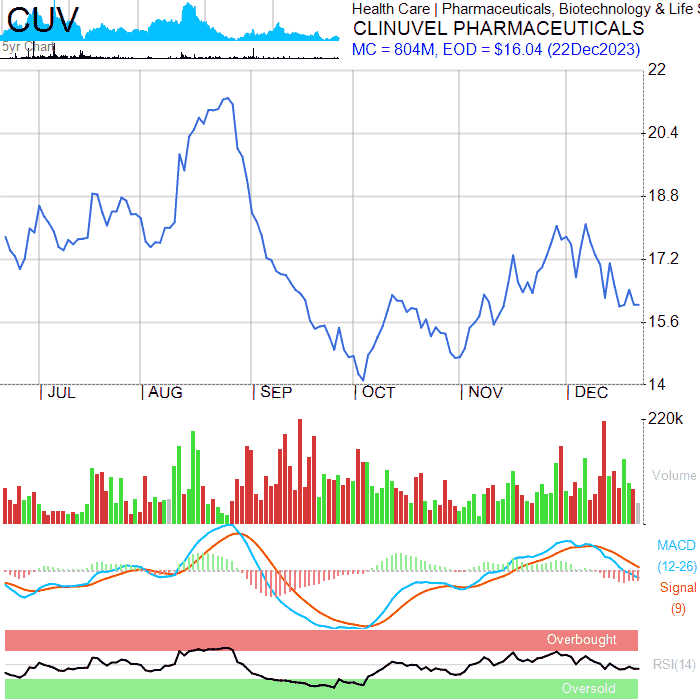 CUV
5yr Chart
Health Care | Pharmaceuticals, Biotechnology & Life S
CLINUVEL PHARMACEUTICALS
MC = 804M, EOD = $16.04 (22Dec2023)
22
20.4
18.8
17.2
15.6
14
JUL AUG SEP OCT NOV DEC
220k
Volume
MACD
(12-26)
Signal
(9)
Overbought
RSI(14)
Oversold